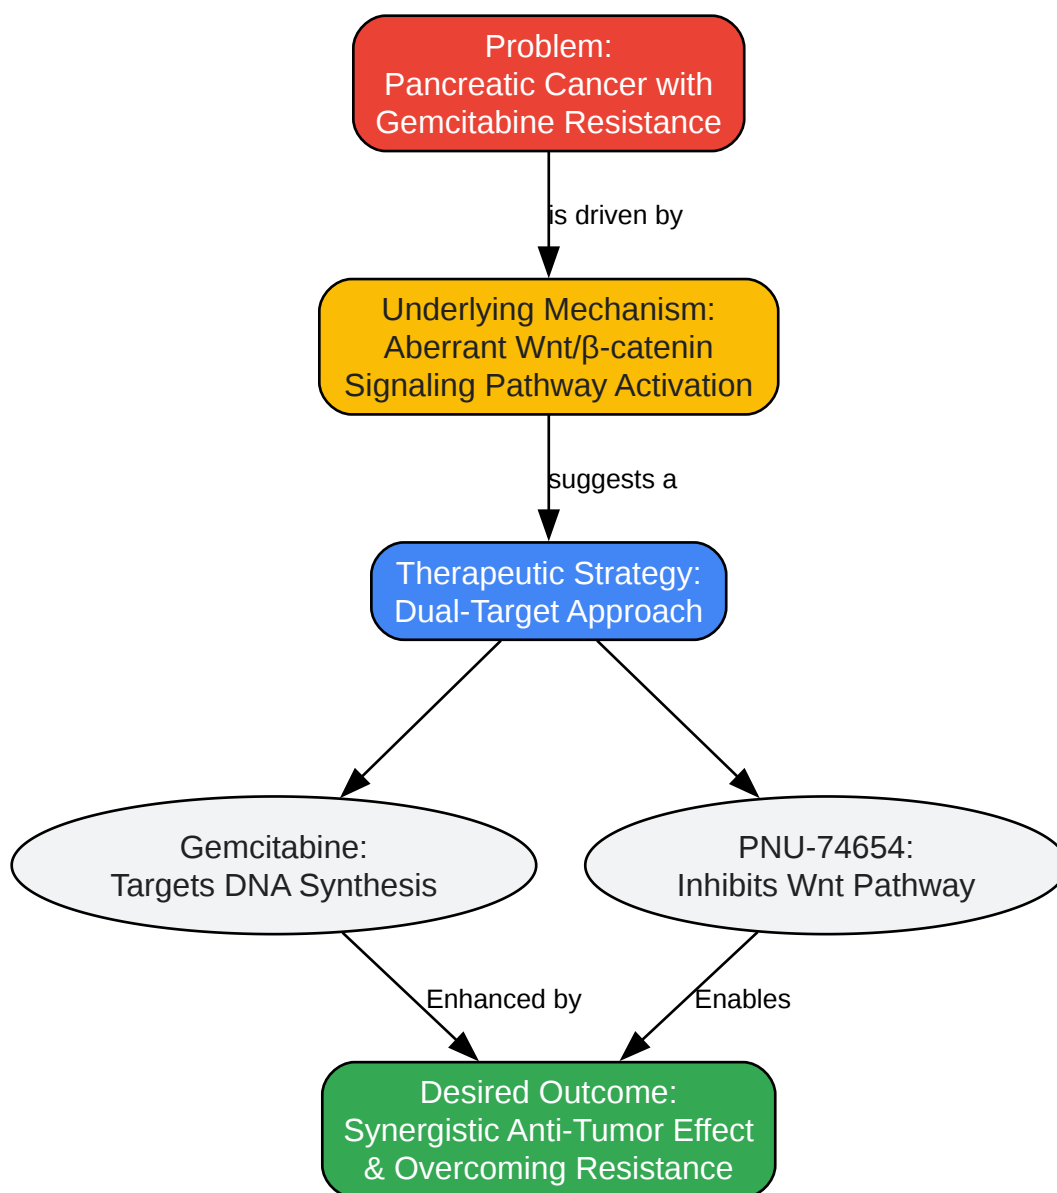 Problem:
Pancreatic Cancer with
Gemcitabine Resistance
is driven by
Underlying Mechanism:
Aberrant Wnt/β-catenin
Signaling Pathway Activation
suggests a
Therapeutic Strategy:
Dual-Target Approach
Gemcitabine:
Targets DNA Synthesis
PNU-74654:
Inhibits Wnt Pathway
Enhanced by
Enables
Desired Outcome:
Synergistic Anti-Tumor Effect
& Overcoming Resistance